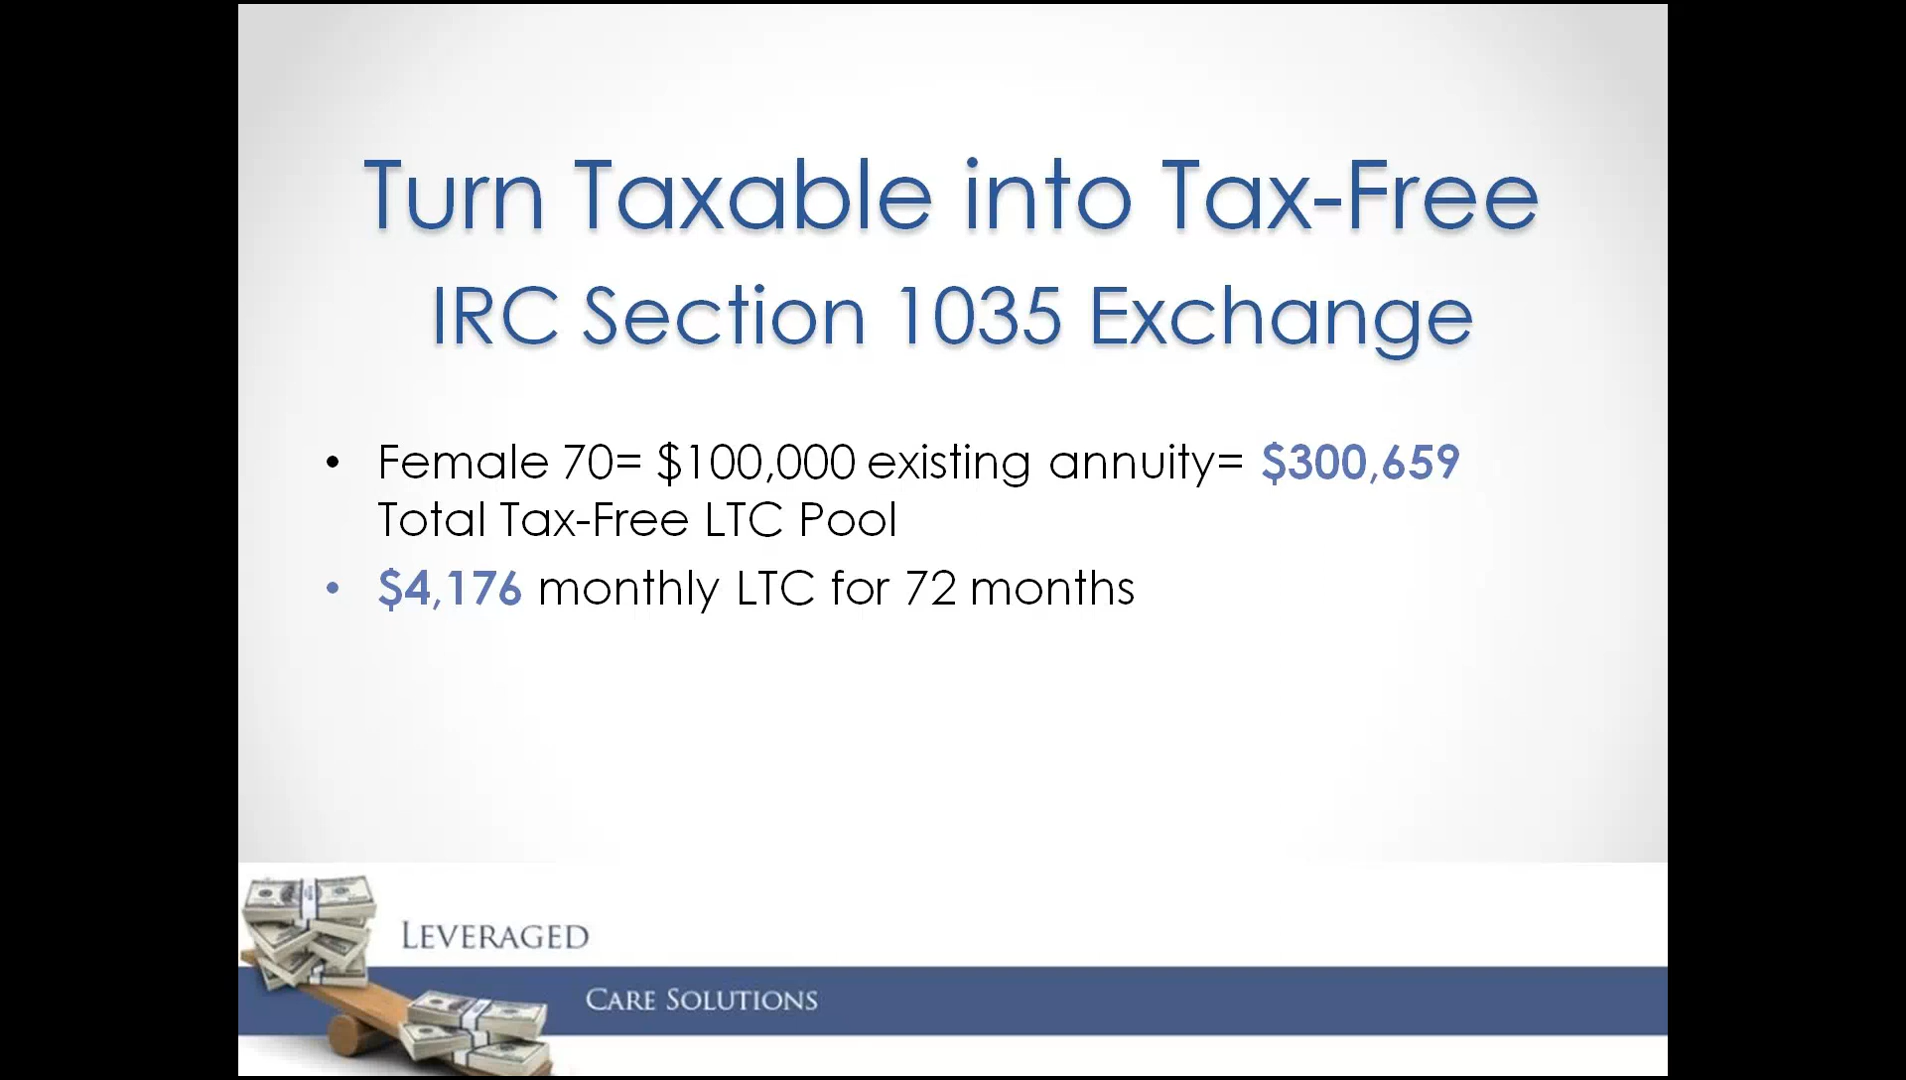 Turn Taxable into Tax-Free
IRC Section 1035 Exchange
• Female 70= $100,000 existing annuity= $300,659
Total Tax-Free LTC Pool
• $4,176 monthly LTC for 72 months
LEVERAGED
CARE SOLUTIONS